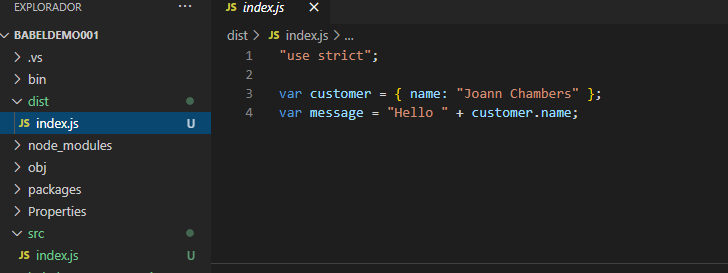 EXPLORADOR ...
BABELDEMO001
.vs
bin
dist
JS index.js U
node_modules
obj
packages
Properties
src
JS index.js U
JS index.js ×
dist > JS index.js > ...
1 "use strict";
2
3 var customer = { name: "Joann Chambers" };
4 var message = "Hello " + customer.name;